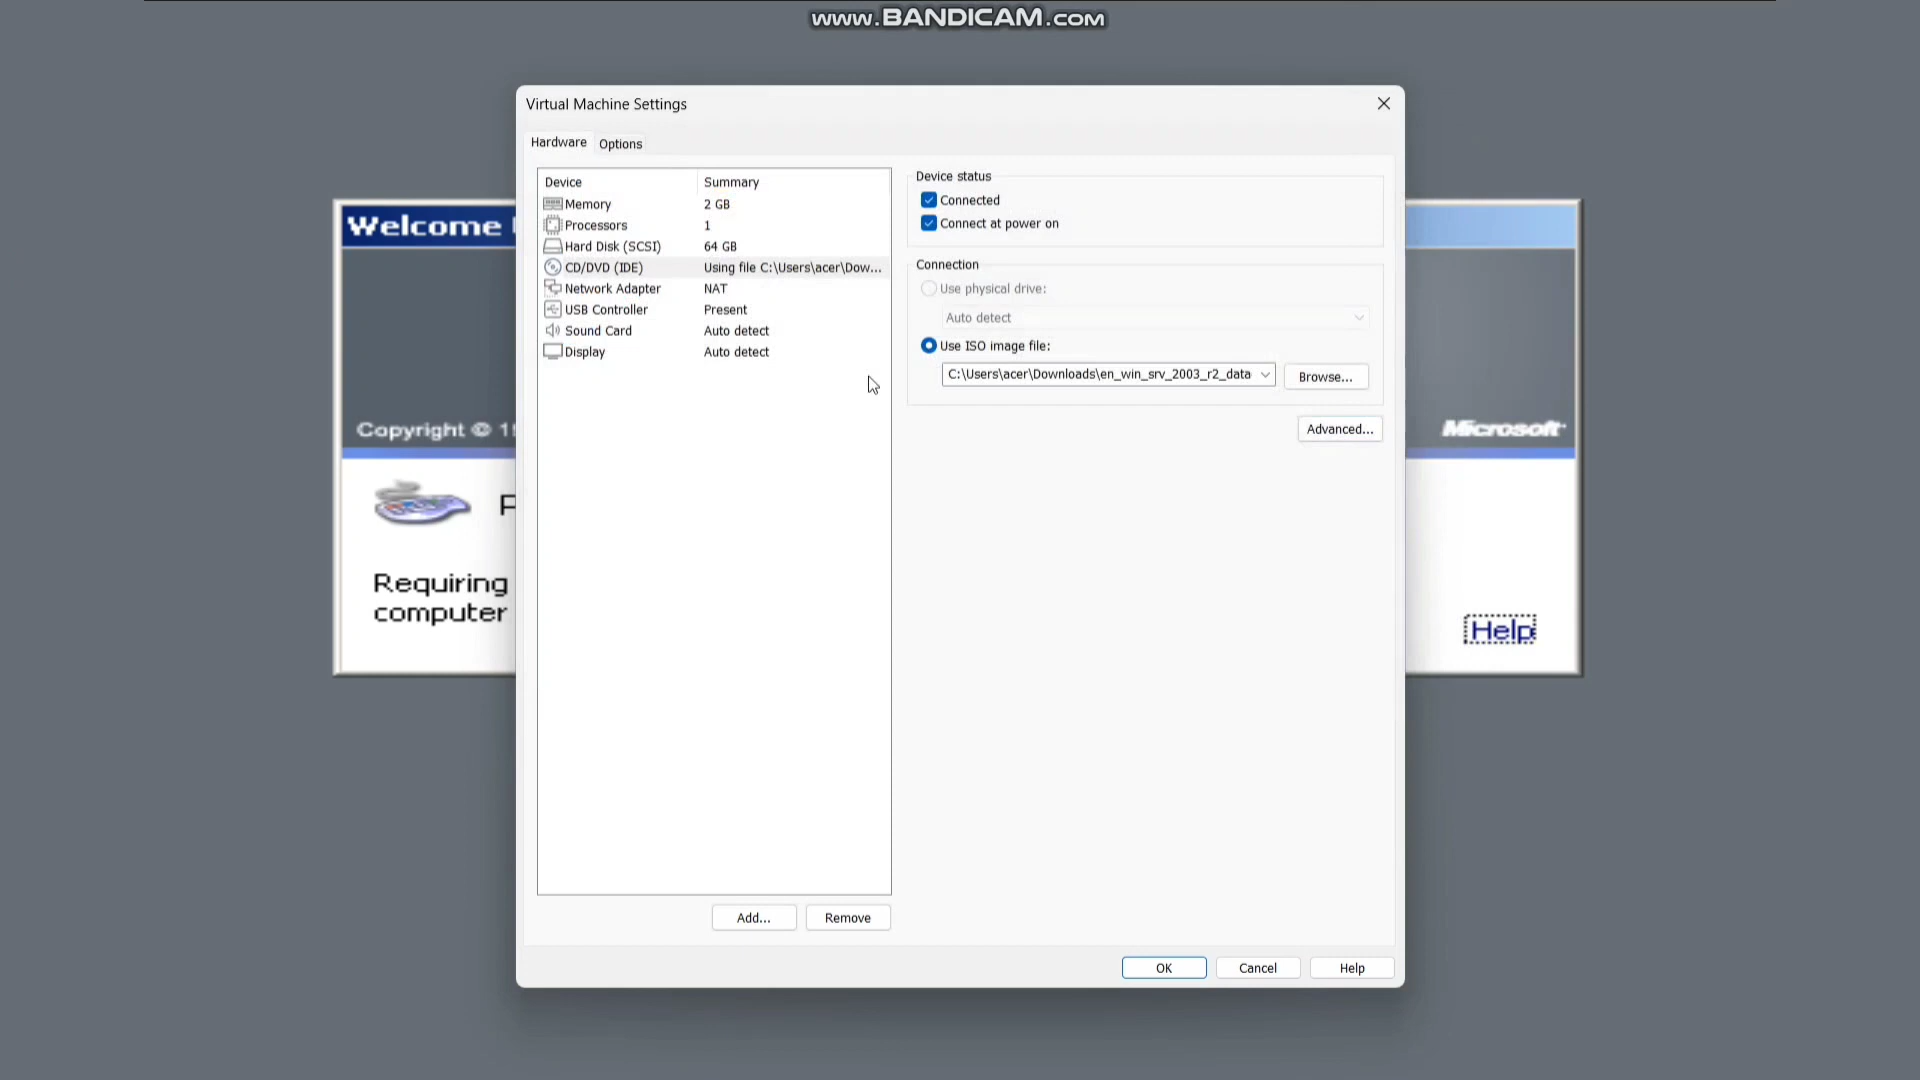 www.BANDICAM.com
Virtual Machine Settings
Hardware
Options
Device Summary
Memory 2 GB
Processors 1
Hard Disk (SCSI) 64 GB
CD/DVD (IDE) Using file C:\Users\acer\Dow...
Network Adapter NAT
USB Controller Present
Sound Card Auto detect
Display Auto detect
Add...
Remove
Device status
Connected
Connect at power on
Connection
Use physical drive:
Auto detect
Use ISO image file:
C:\Users\acer\Downloads\en_win_srv_2003_r2_data
Browse...
Advanced...
OK
Cancel
Help
Welcome
Copyright © 1
Microsoft
Requiring
computer
Help